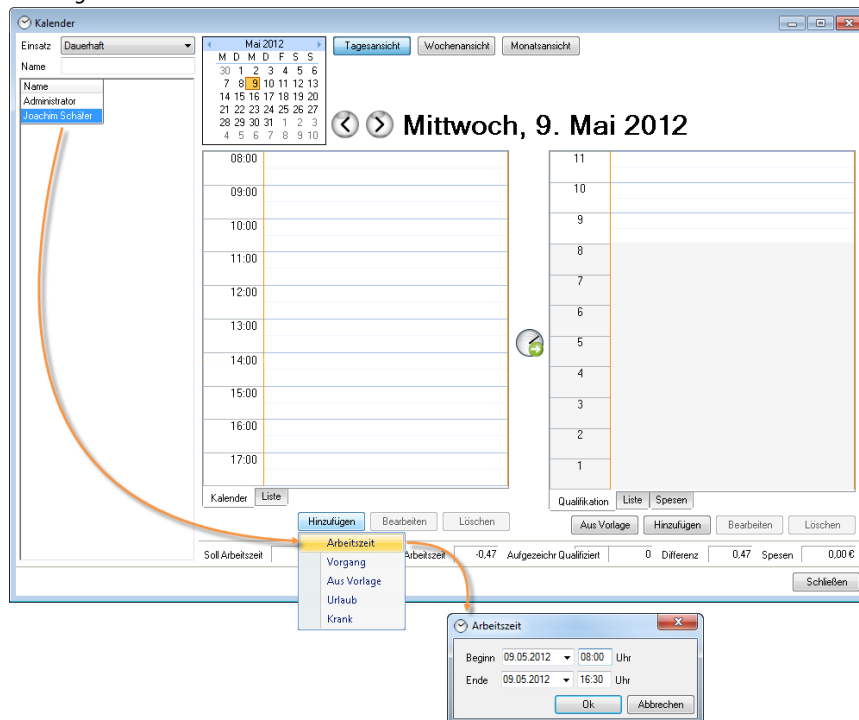 Kalender
Einsatz Dauerhaft
Name
Name
Administrator
Joachim Schäfer
Mai 2012
M D M D F S S
30 1 2 3 4 5 6
7 8 9 10 11 12 13
14 15 16 17 18 19 20
21 22 23 24 25 26 27
28 29 30 31 1 2 3
4 5 6 7 8 9 10
Tagesansicht Wochenansicht Monatsansicht
Mittwoch, 9. Mai 2012
08:00
09:00
10:00
11:00
12:00
13:00
14:00
15:00
16:00
17:00
Kalender Liste
Hinzufügen Bearbeiten Löschen
11
10
9
8
7
6
5
4
3
2
1
Qualifikation Liste Spesen
Aus Vorlage Hinzufügen Bearbeiten Löschen
Soll Arbeitszeit Arbeitszeit -0,47 Aufgezeichr Qualifiziert 0 Differenz 0,47 Spesen 0,00 €
Arbeitszeit
Vorgang
Aus Vorlage
Urlaub
Krank
Schließen
Arbeitszeit
Beginn 09.05.2012 08:00 Uhr
Ende 09.05.2012 16:30 Uhr
Ok Abbrechen